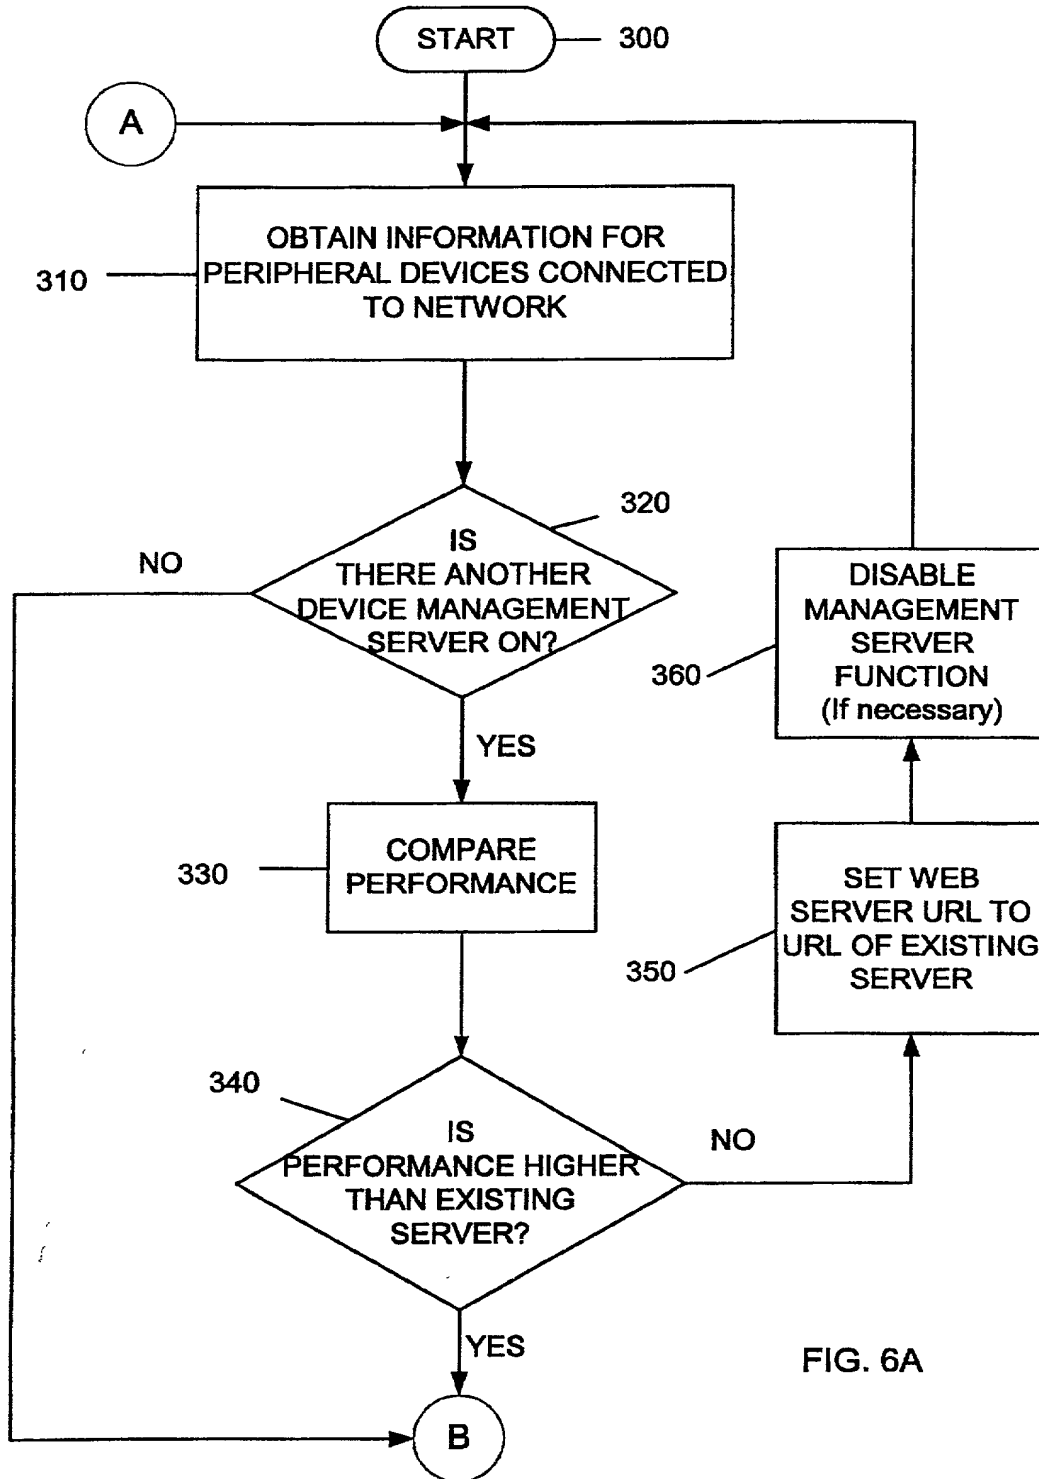 START
300
A
OBTAIN INFORMATION FOR
PERIPHERAL DEVICES CONNECTED
TO NETWORK
310
320
IS
THERE ANOTHER
DEVICE MANAGEMENT
SERVER ON?
NO
YES
DISABLE
MANAGEMENT
SERVER
FUNCTION
(If necessary)
360
COMPARE
PERFORMANCE
330
SET WEB
SERVER URL TO
URL OF EXISTING
SERVER
350
340
IS
PERFORMANCE HIGHER
THAN EXISTING
SERVER?
NO
YES
B
FIG. 6A